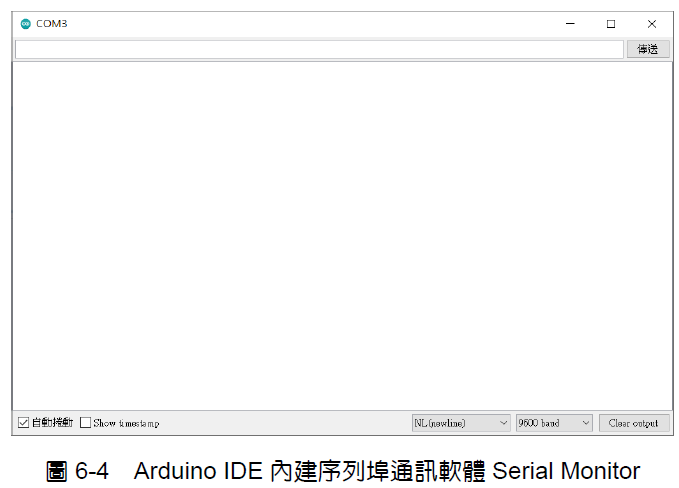 COM3
傳送
自動捲動 Show timestamp NL(newline) 9600 baud Clear output
圖 6-4 Arduino IDE 內建序列埠通訊軟體 Serial Monitor